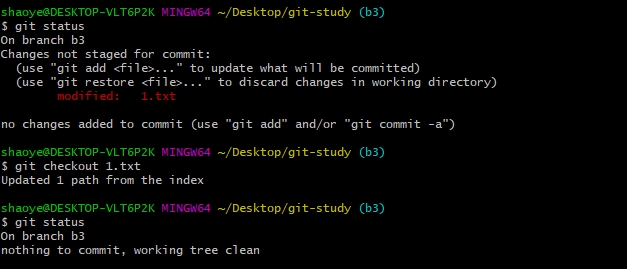 shaoye@DESKTOP-VLT6P2K MINGW64 ~/Desktop/git-study (b3)
$ git status
On branch b3
Changes not staged for commit:
  (use "git add <file>..." to update what will be committed)
  (use "git restore <file>..." to discard changes in working directory)
        modified:   1.txt

no changes added to commit (use "git add" and/or "git commit -a")

shaoye@DESKTOP-VLT6P2K MINGW64 ~/Desktop/git-study (b3)
$ git checkout 1.txt
Updated 1 path from the index

shaoye@DESKTOP-VLT6P2K MINGW64 ~/Desktop/git-study (b3)
$ git status
On branch b3
nothing to commit, working tree clean